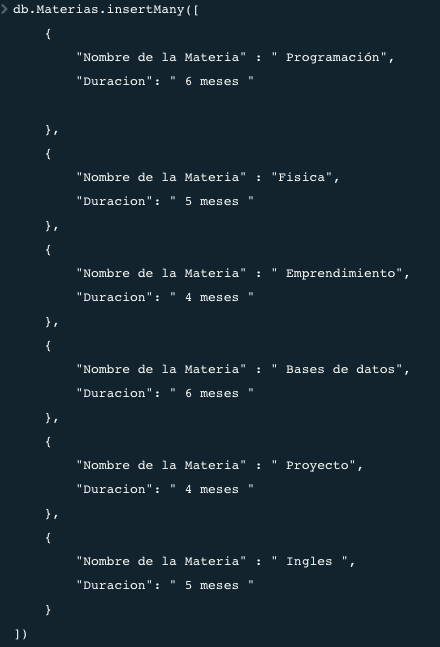 > db.Materias.insertMany([
{
"Nombre de la Materia" : " Programación",
"Duracion": " 6 meses "
},
{
"Nombre de la Materia" : "Fisica",
"Duracion": " 5 meses "
},
{
"Nombre de la Materia" : " Emprendimiento",
"Duracion": " 4 meses "
},
{
"Nombre de la Materia" : " Bases de datos",
"Duracion": " 6 meses "
},
{
"Nombre de la Materia" : " Proyecto",
"Duracion": " 4 meses "
},
{
"Nombre de la Materia" : " Ingles ",
"Duracion": " 5 meses "
}
])